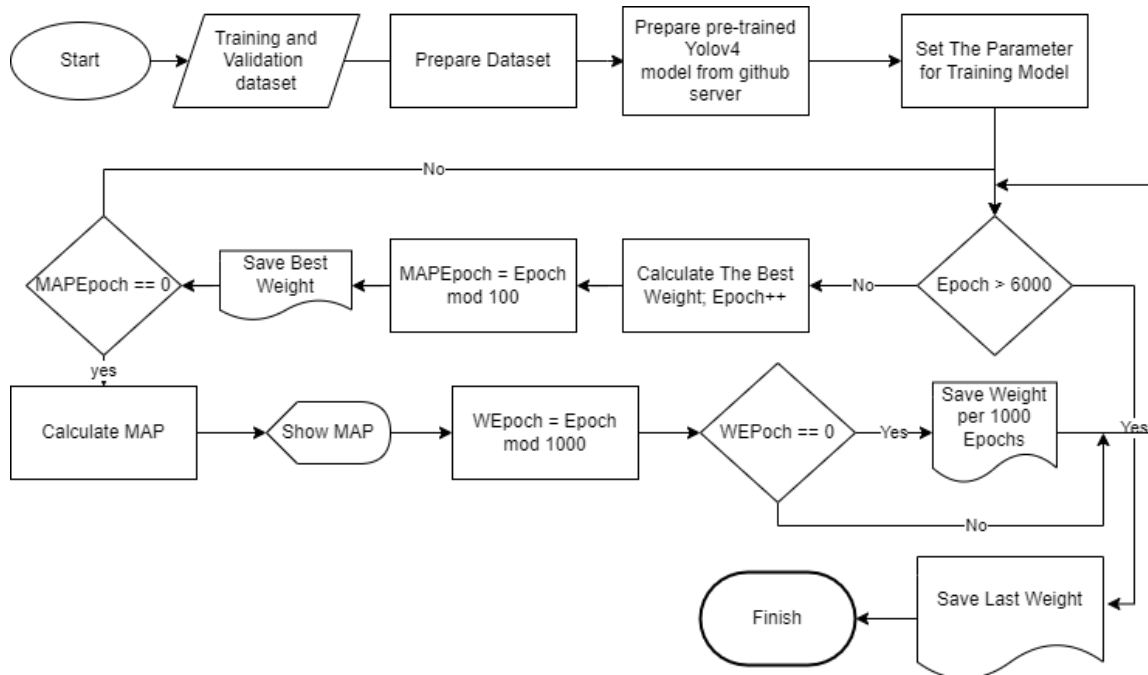 Start
Training and
Validation
dataset
Prepare Dataset
Prepare pre-trained
Yolov4
model from github
server
Set The Parameter
for Training Model
No
MAPEpoch == 0
Save Best
Weight
MAPEpoch = Epoch
mod 100
Calculate The Best
Weight; Epoch++
No
Epoch > 6000
yes
Calculate MAP
Show MAP
WEpoch = Epoch
mod 1000
WEPoch == 0
Yes
Save Weight
per 1000
Epochs
Yes
No
Finish
Save Last Weight